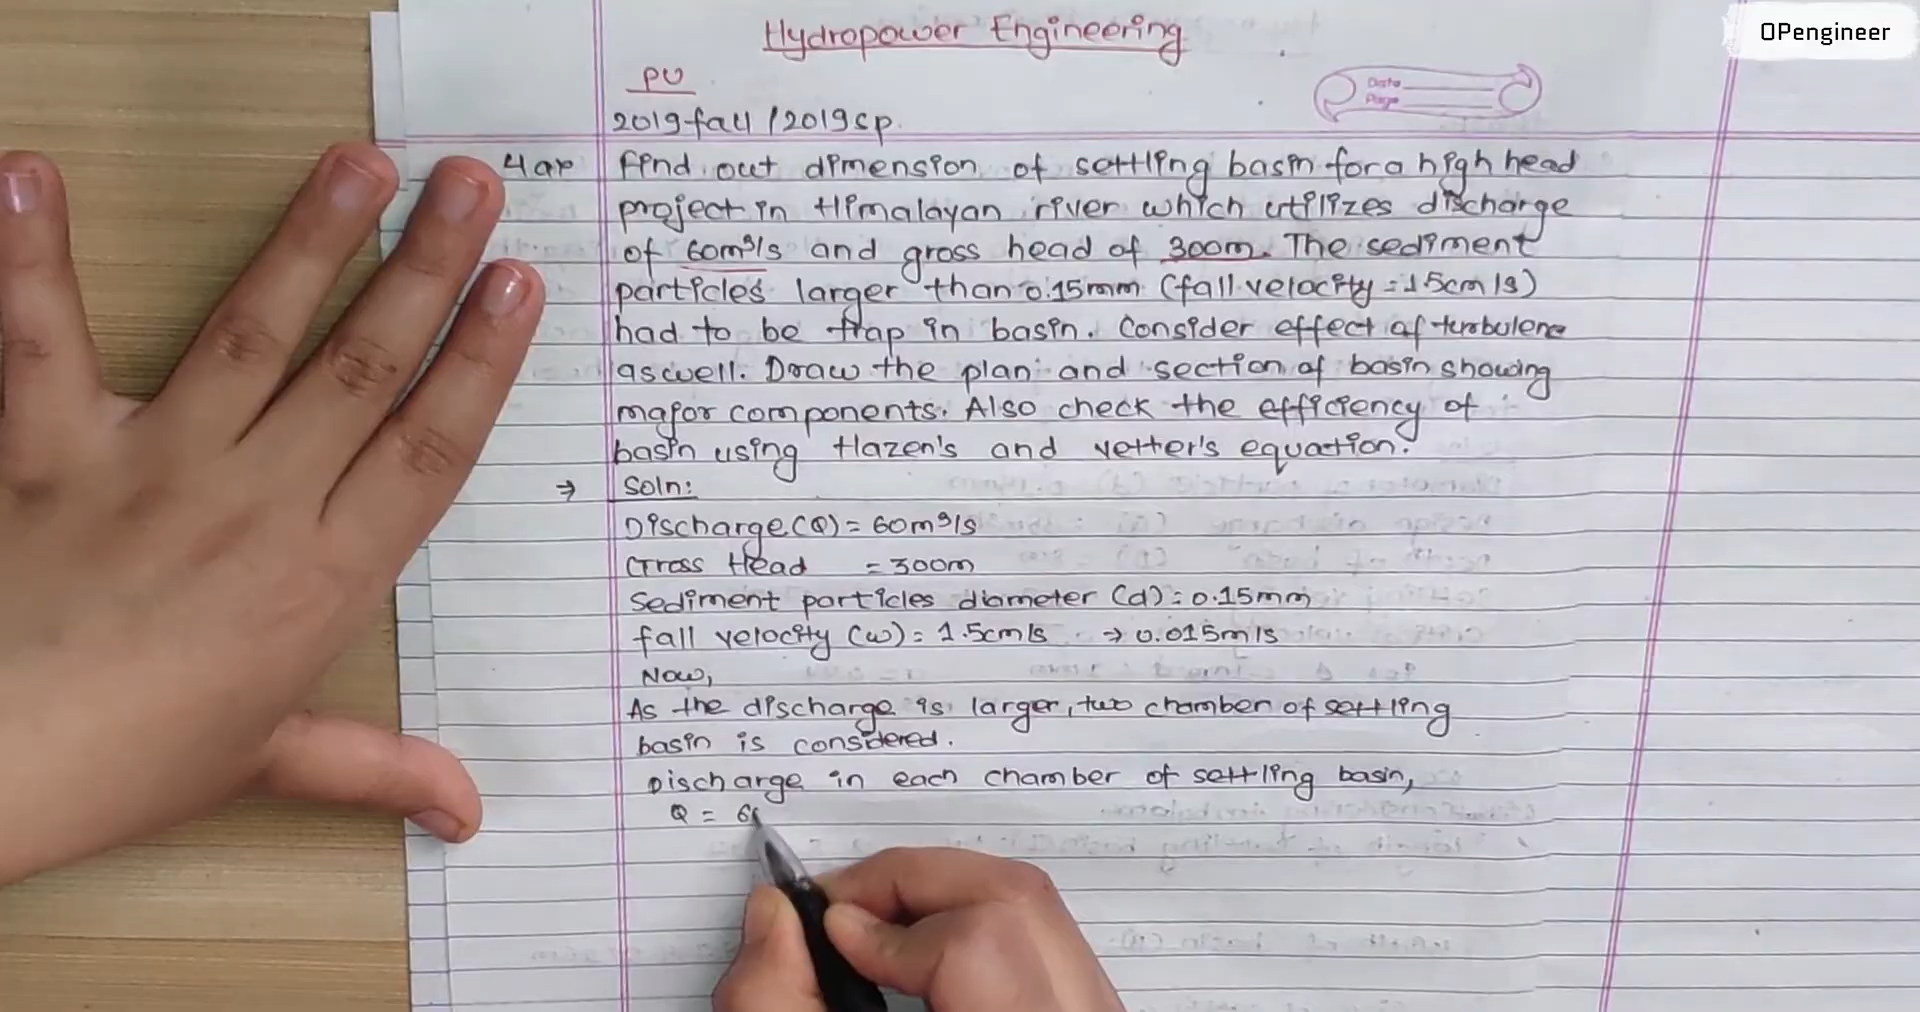 OPengineer
Hydropower Engineering
PU
Date
Page
2019 fall / 2019 sp.
4 a)
Find out dimension of settling basin for a high head
project in Himalayan river which utilizes discharge
of 60m³/s and gross head of 300m. The sediment
particles larger than 0.15mm (fall velocity = 1.5cm/s)
had to be trap in basin. Consider effect of turbulence
as well. Draw the plan and section of basin showing
major components. Also check the efficiency of
basin using Hazen's and vetter's equation.
→ Soln:
Discharge (Q) = 60m³/s
Gross Head = 300m
Sediment particles diameter (d) = 0.15mm
fall velocity (w) = 1.5cm/s → 0.015m/s
Now,
As the discharge is larger, two chamber of settling
basin is considered.
Discharge in each chamber of settling basin,
Q = 6